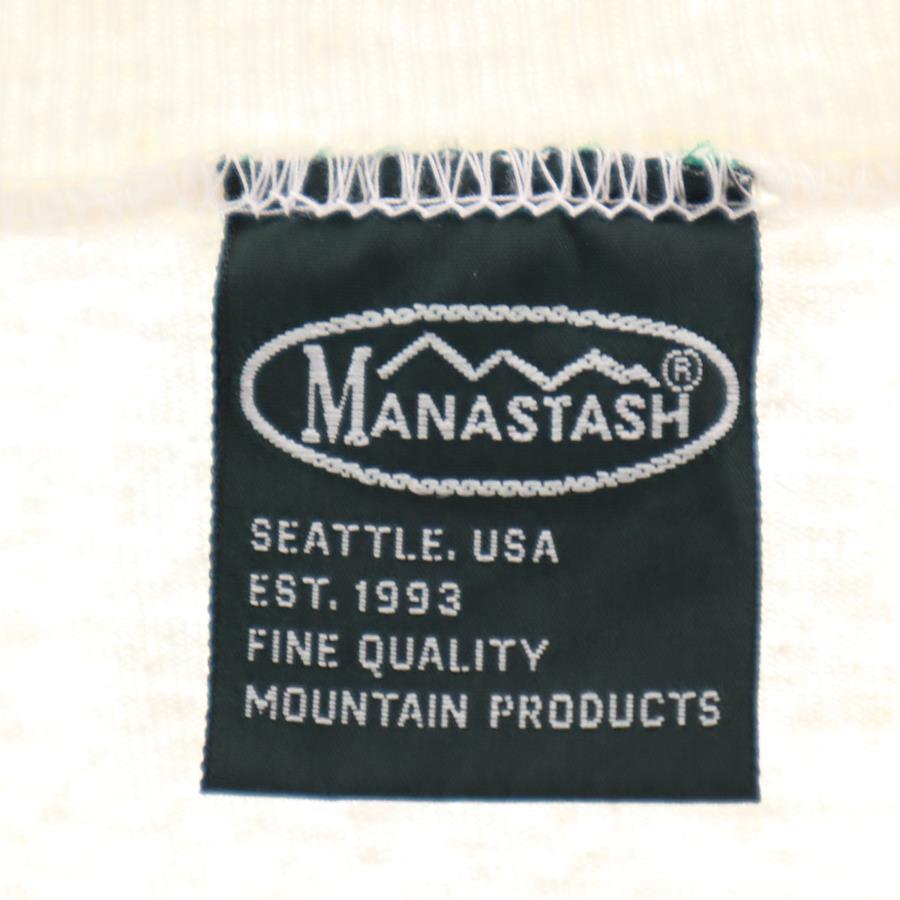 MANASTASH®
SEATTLE. USA
EST. 1993
FINE QUALITY
MOUNTAIN PRODUCTS